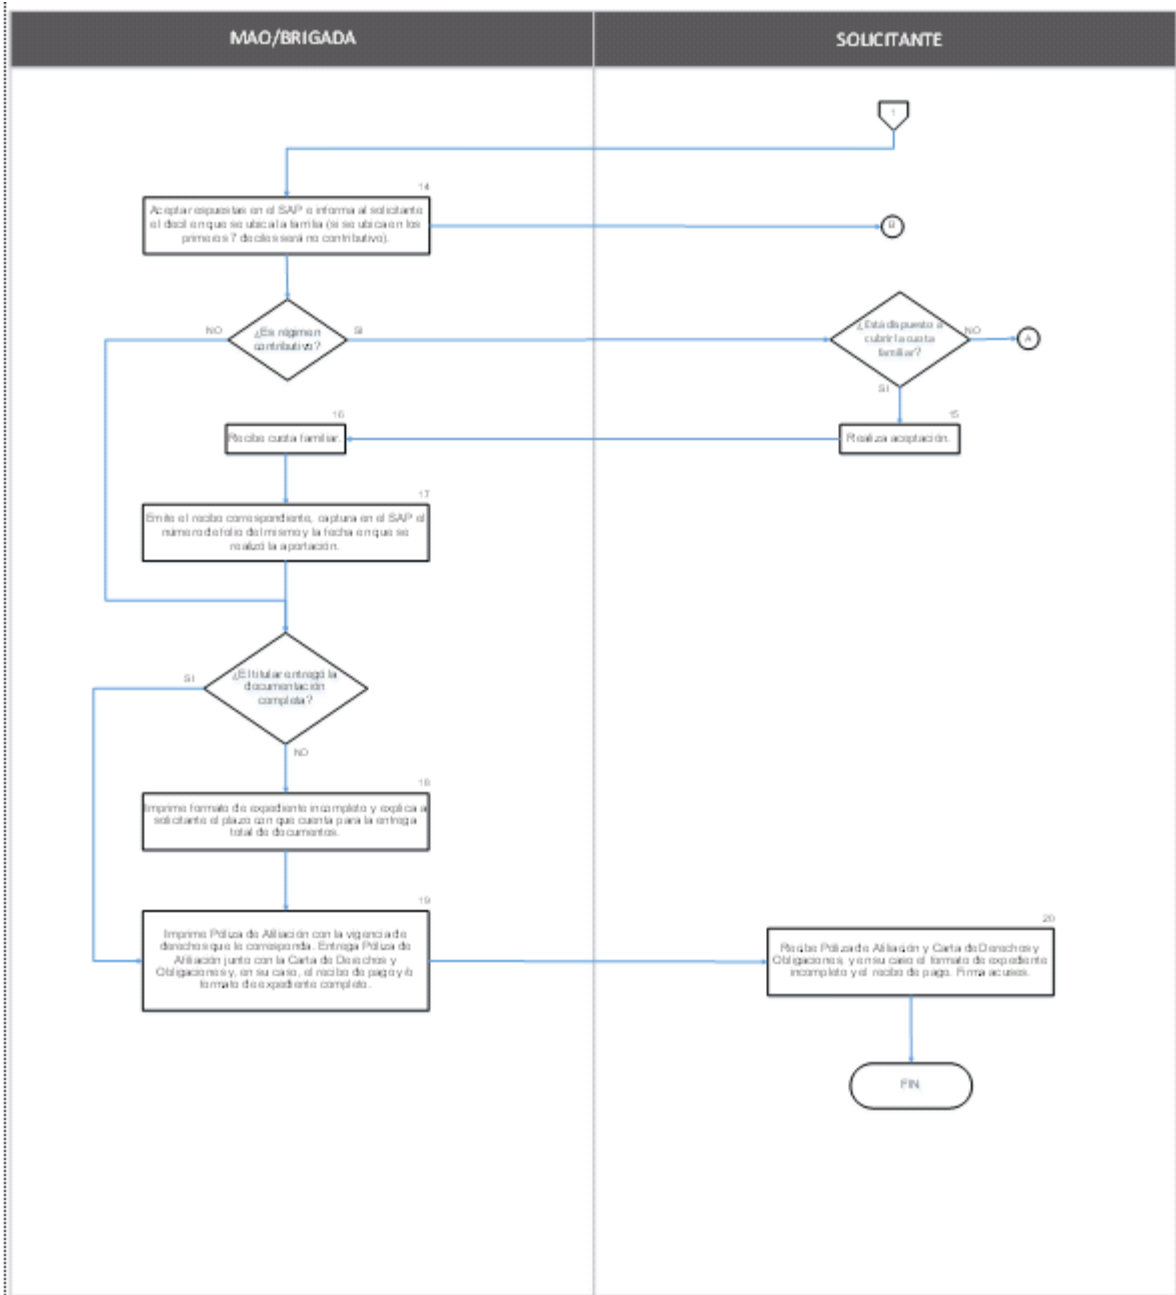 MAO/BRIGADA
SOLICITANTE
1
14
Aceptar respuestas en el SAP e informa al solicitante
el decil en que se ubica la familia (si se ubica en los
primeros 7 deciles será no contributivo).
B
¿Es régimen
contributivo?
NO
SI
¿Está dispuesto a
cubrir la cuota
familiar?
NO
A
SI
16
Recibe cuota familiar.
15
Realiza aceptación.
17
Emite el recibo correspondiente, captura en el SAP el
número de folio del mismo y la fecha en que se
realizó la aportación.
SI
¿El titular entregó la
documentación
completa?
NO
18
Imprime formato de expediente incompleto y explica a
solicitante el plazo con que cuenta para la entrega
total de documentos.
19
Imprime Póliza de Afiliación con la vigencia de
derechos que le corresponda. Entrega Póliza de
Afiliación junto con la Carta de Derechos y
Obligaciones y, en su caso, el recibo de pago y/o
formato de expediente completo.
20
Recibe Póliza de Afiliación y Carta de Derechos y
Obligaciones, y en su caso el formato de expediente
incompleto y el recibo de pago. Firma acuses.
FIN